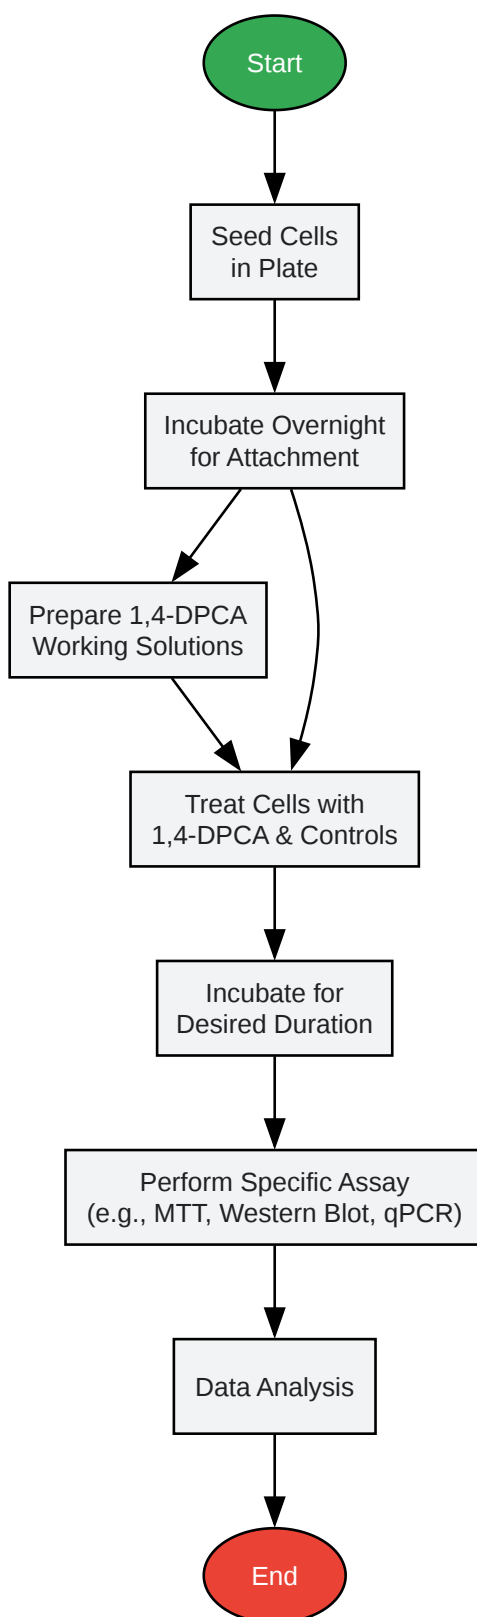 Start
Seed Cells
in Plate
Incubate Overnight
for Attachment
Prepare 1,4-DPCA
Working Solutions
Treat Cells with
1,4-DPCA & Controls
Incubate for
Desired Duration
Perform Specific Assay
(e.g., MTT, Western Blot, qPCR)
Data Analysis
End